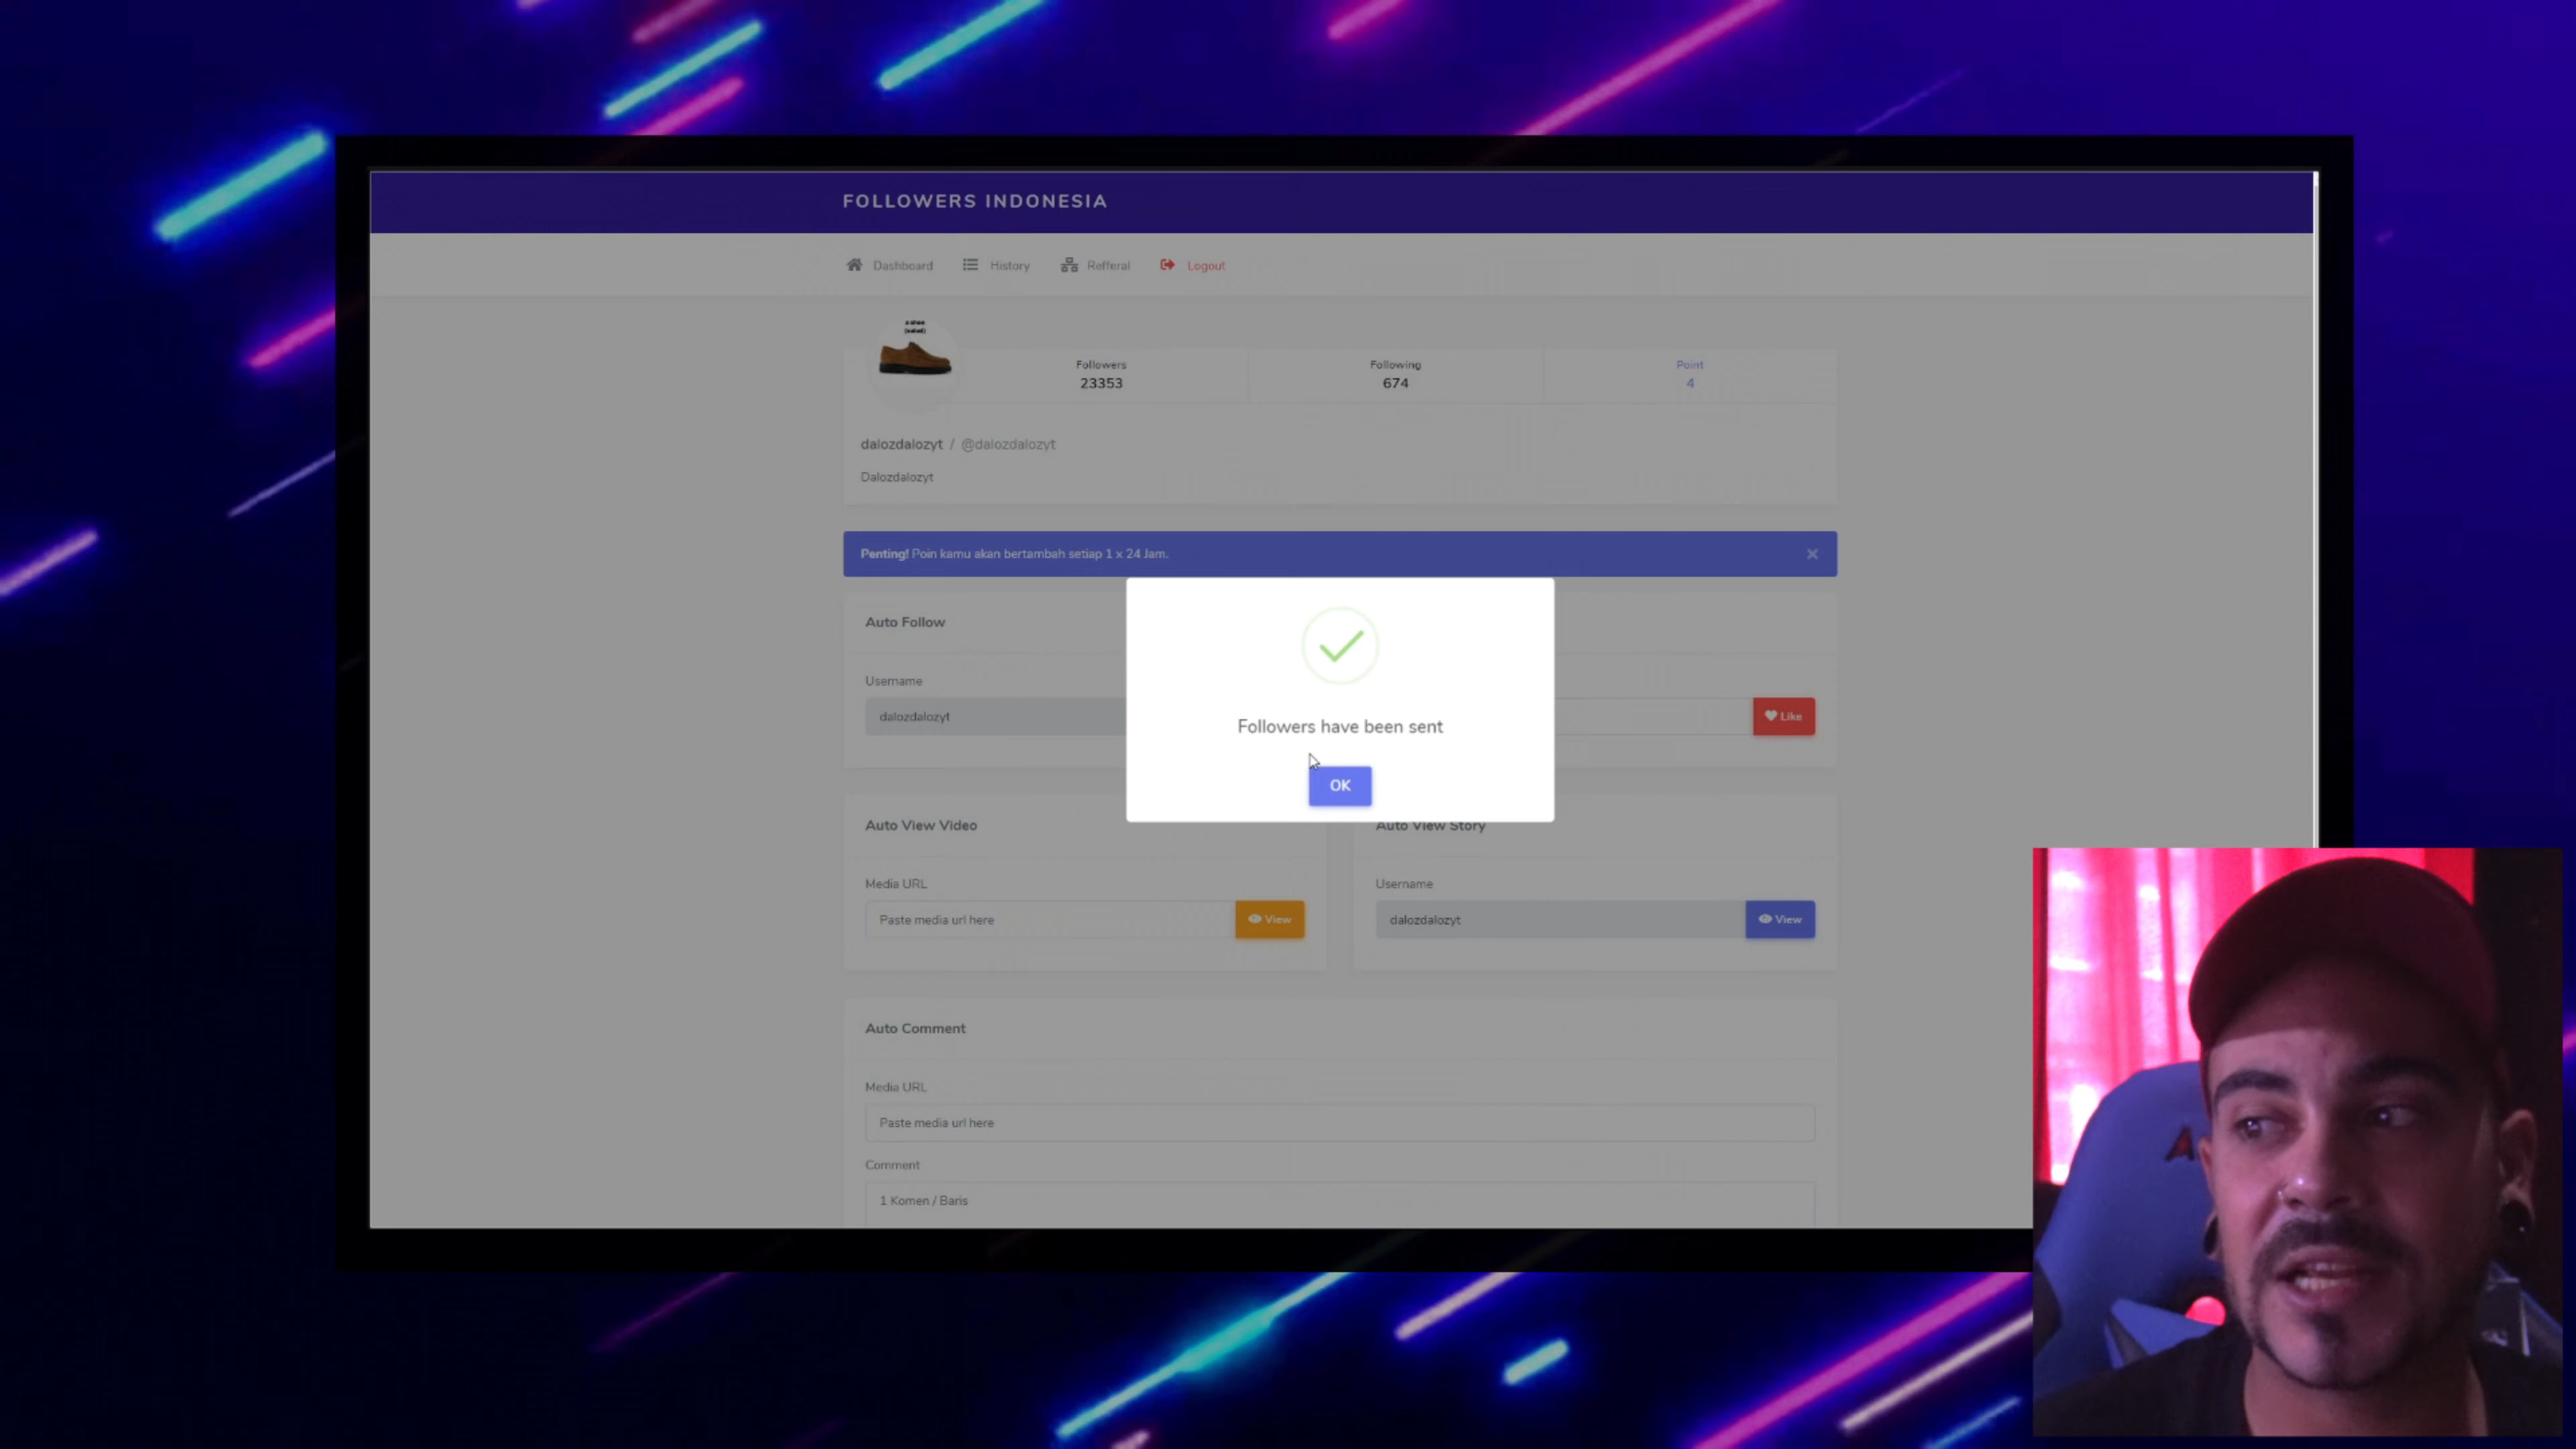 FOLLOWERS INDONESIA
Dashboard History Refferal Logout
Followers
23353
Following
674
Point
4
dalozdalozyt / @dalozdalozyt
Dalozdalozyt
Penting! Poin kamu akan bertambah setiap 1 x 24 Jam.
Auto Follow
Username
dalozdalozyt
Like
Followers have been sent
OK
Auto View Video
Media URL
Paste media url here
View
Auto View Story
Username
dalozdalozyt
View
Auto Comment
Media URL
Paste media url here
Comment
1 Komen / Baris